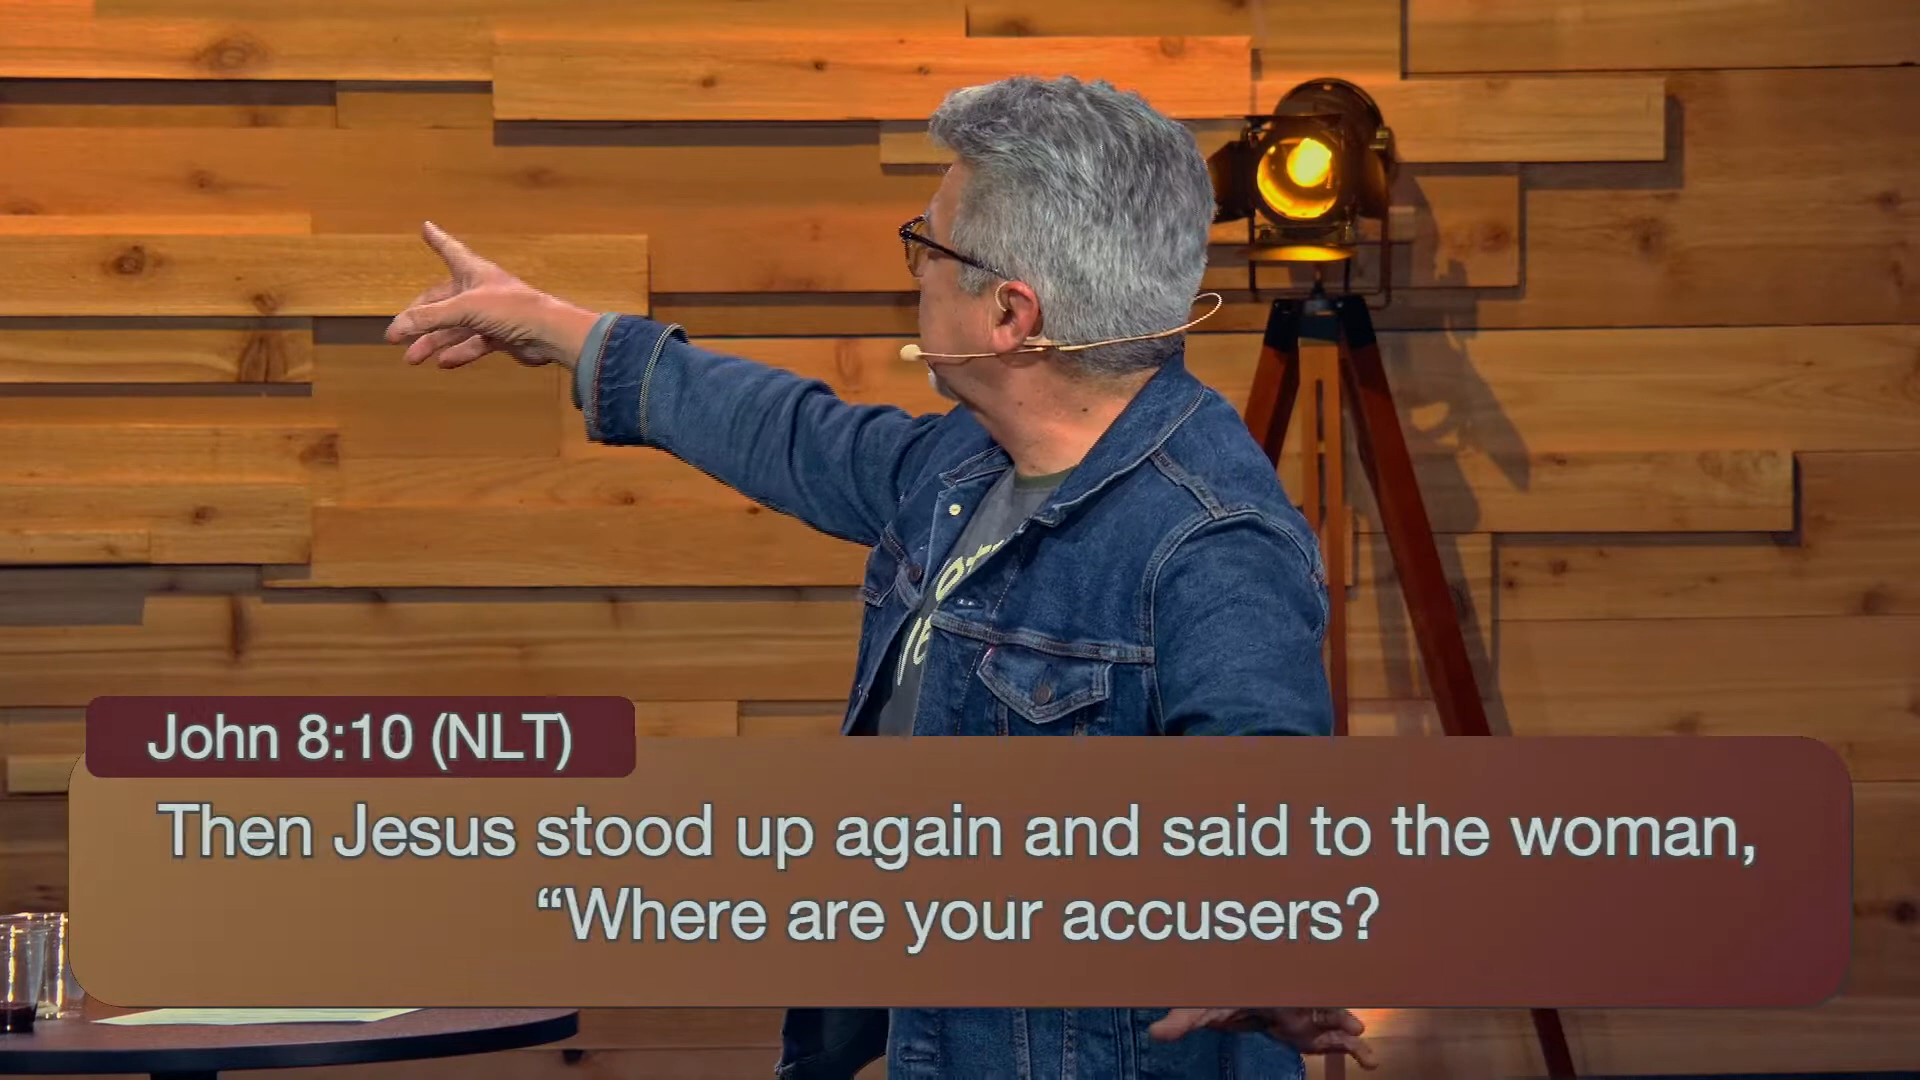 John 8:10 (NLT)
Then Jesus stood up again and said to the woman,
“Where are your accusers?